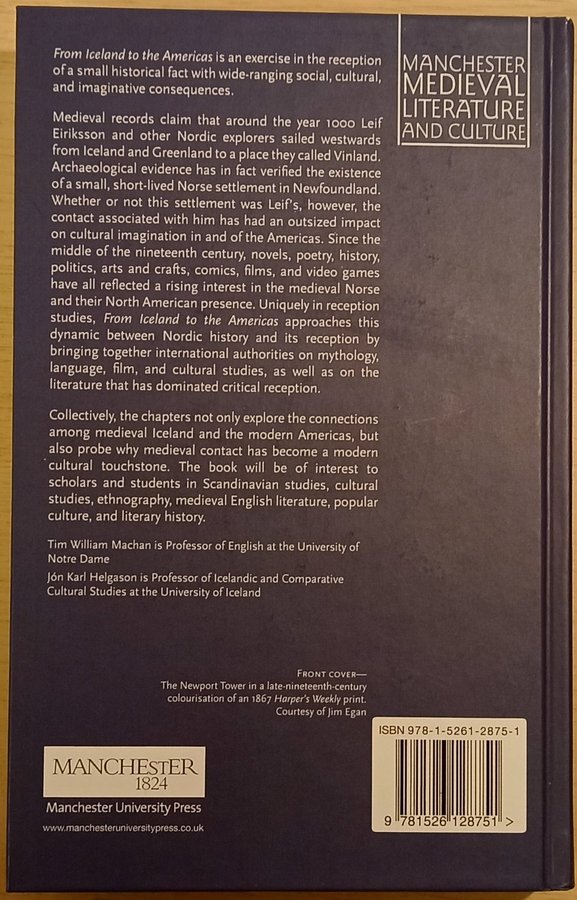 From Iceland to the Americas is an exercise in the reception
of a small historical fact with wide-ranging social, cultural,
and imaginative consequences.
Medieval records claim that around the year 1000 Leif
Eiriksson and other Nordic explorers sailed westwards
from Iceland and Greenland to a place they called Vinland.
Archaeological evidence has in fact verified the existence
of a small, short-lived Norse settlement in Newfoundland.
Whether or not this settlement was Leif's, however, the
contact associated with him has had an outsized impact
on cultural imagination in and of the Americas. Since the
middle of the nineteenth century, novels, poetry, history,
politics, arts and crafts, comics, films, and video games
have all reflected a rising interest in the medieval Norse
and their North American presence. Uniquely in reception
studies, From Iceland to the Americas approaches this
dynamic between Nordic history and its reception by
bringing together international authorities on mythology,
language, film, and cultural studies, as well as on the
literature that has dominated critical reception.
Collectively, the chapters not only explore the connections
among medieval Iceland and the modern Americas, but
also probe why medieval contact has become a modern
cultural touchstone. The book will be of interest to
scholars and students in Scandinavian studies, cultural
studies, ethnography, medieval English literature, popular
culture, and literary history.
Tim William Machan is Professor of English at the University of
Notre Dame
Jón Karl Helgason is Professor of Icelandic and Comparative
Cultural Studies at the University of Iceland
MANCHESTER
MEDIEVAL
LITERATURE
AND CULTURE
FRONT COVER—
The Newport Tower in a late-nineteenth-century
colourisation of an 1867 Harper's Weekly print.
Courtesy of Jim Egan
MANCHESTER
1824
Manchester University Press
www.manchesteruniversitypress.co.uk
ISBN 978-1-5261-2875-1
9 781526 128751 >